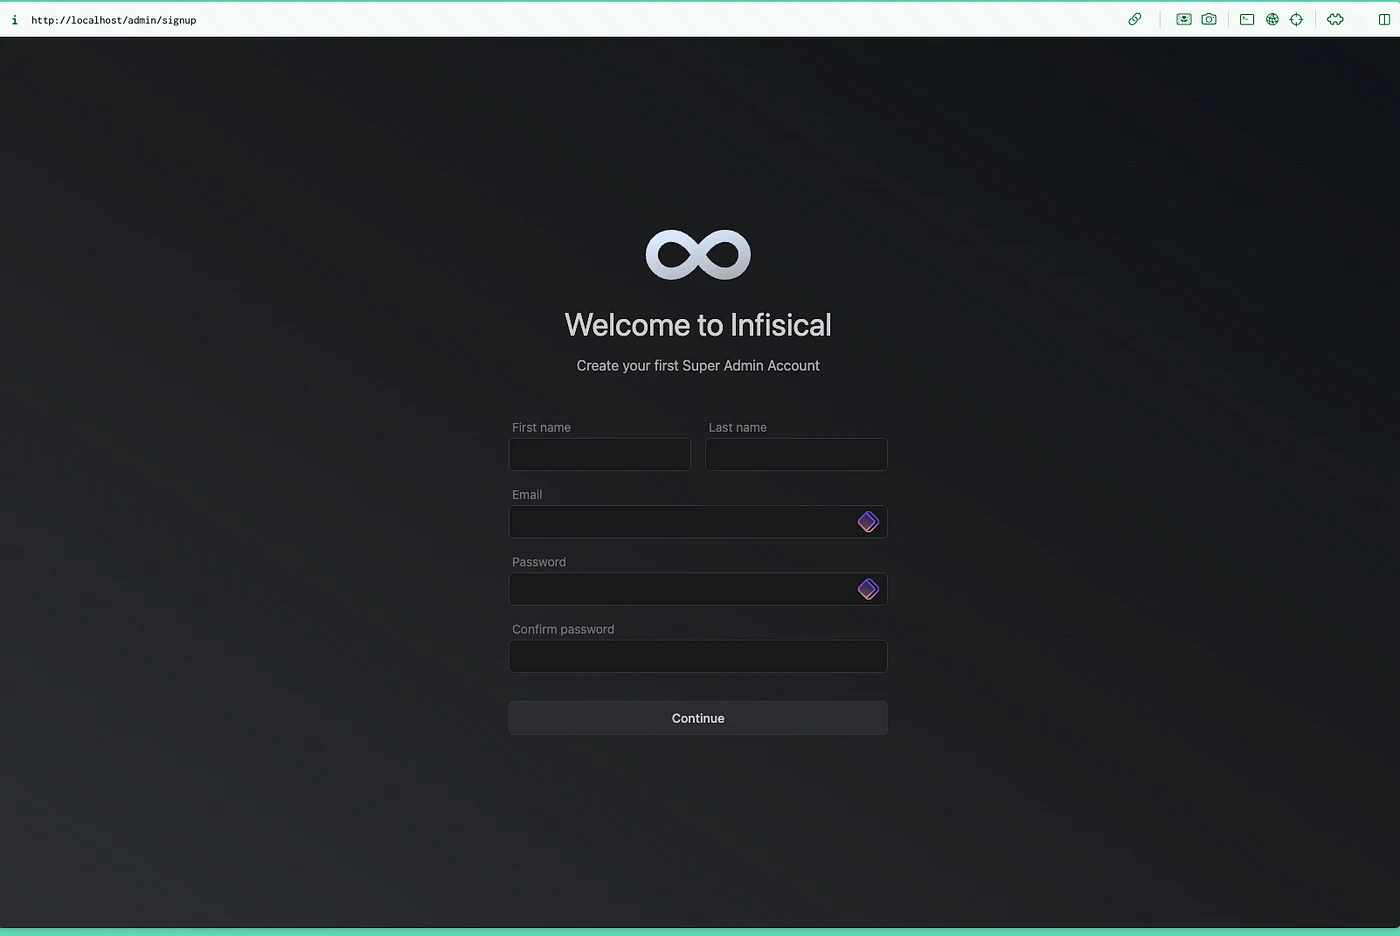 i http://localhost/admin/signup
Welcome to Infisical
Create your first Super Admin Account
First name Last name
Email
Password
Confirm password
Continue